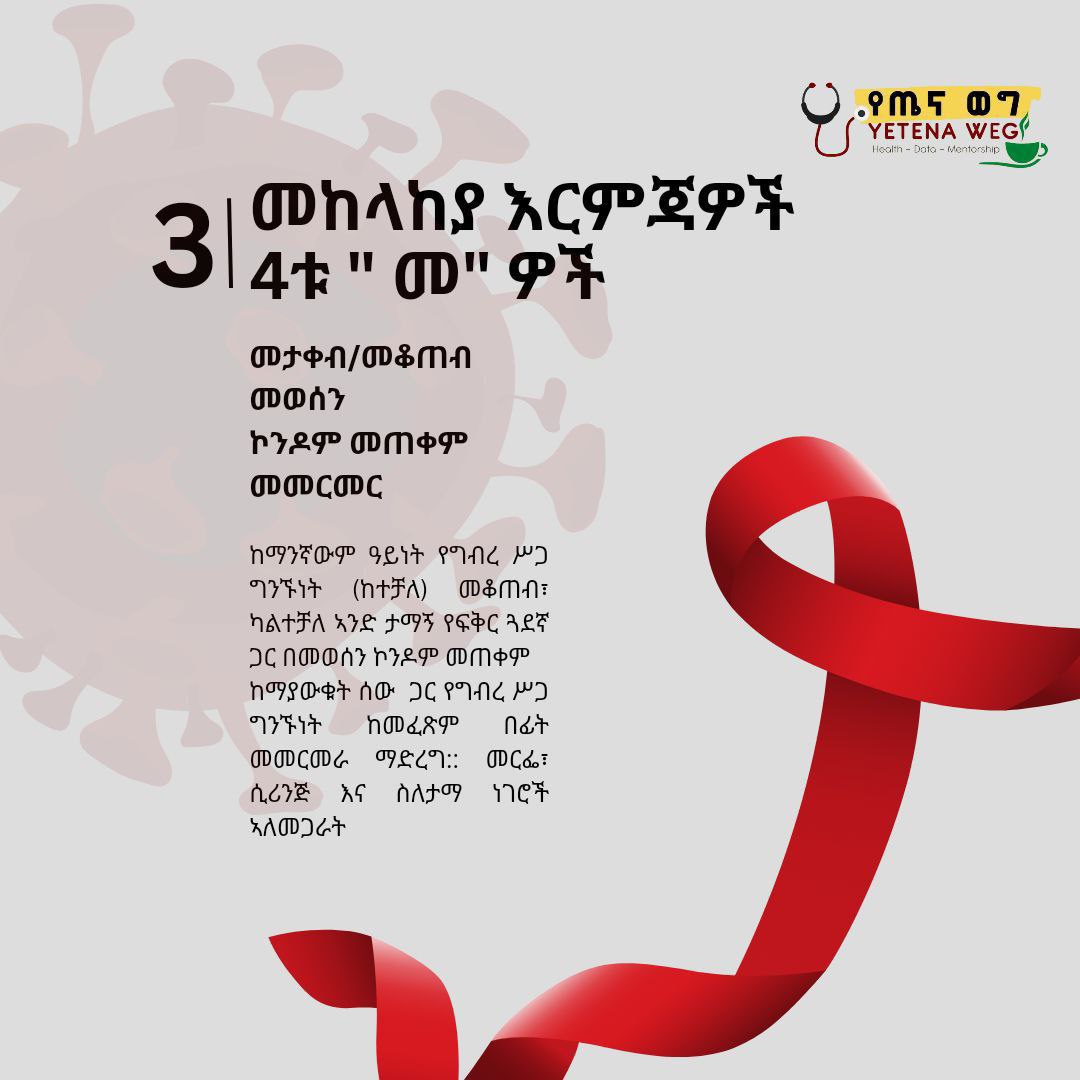 የጤና ወግ
YETENA WEG
Health - Data - Mentorship
3
መከላከያ እርምጃዎች
4ቱ " መ" ዎች
መታቀብ/መቆጠብ
መወሰን
ኮንዶም መጠቀም
መመርመር
ከማንኛውም ዓይነት የግብረ ሥጋ
ግንኙነት (ከተቻለ) መቆጠብ፣
ካልተቻለ ኣንድ ታማኝ የፍቅር ጓደኛ
ጋር በመወሰን ኮንዶም መጠቀም
ከማያውቁት ሰው ጋር የግብረ ሥጋ
ግንኙነት ከመፈጽም በፊት
መመርመራ ማድረግ:: መርፌ፣
ሲሪንጅ እና ስለታማ ነገሮች
ኣለመጋራት